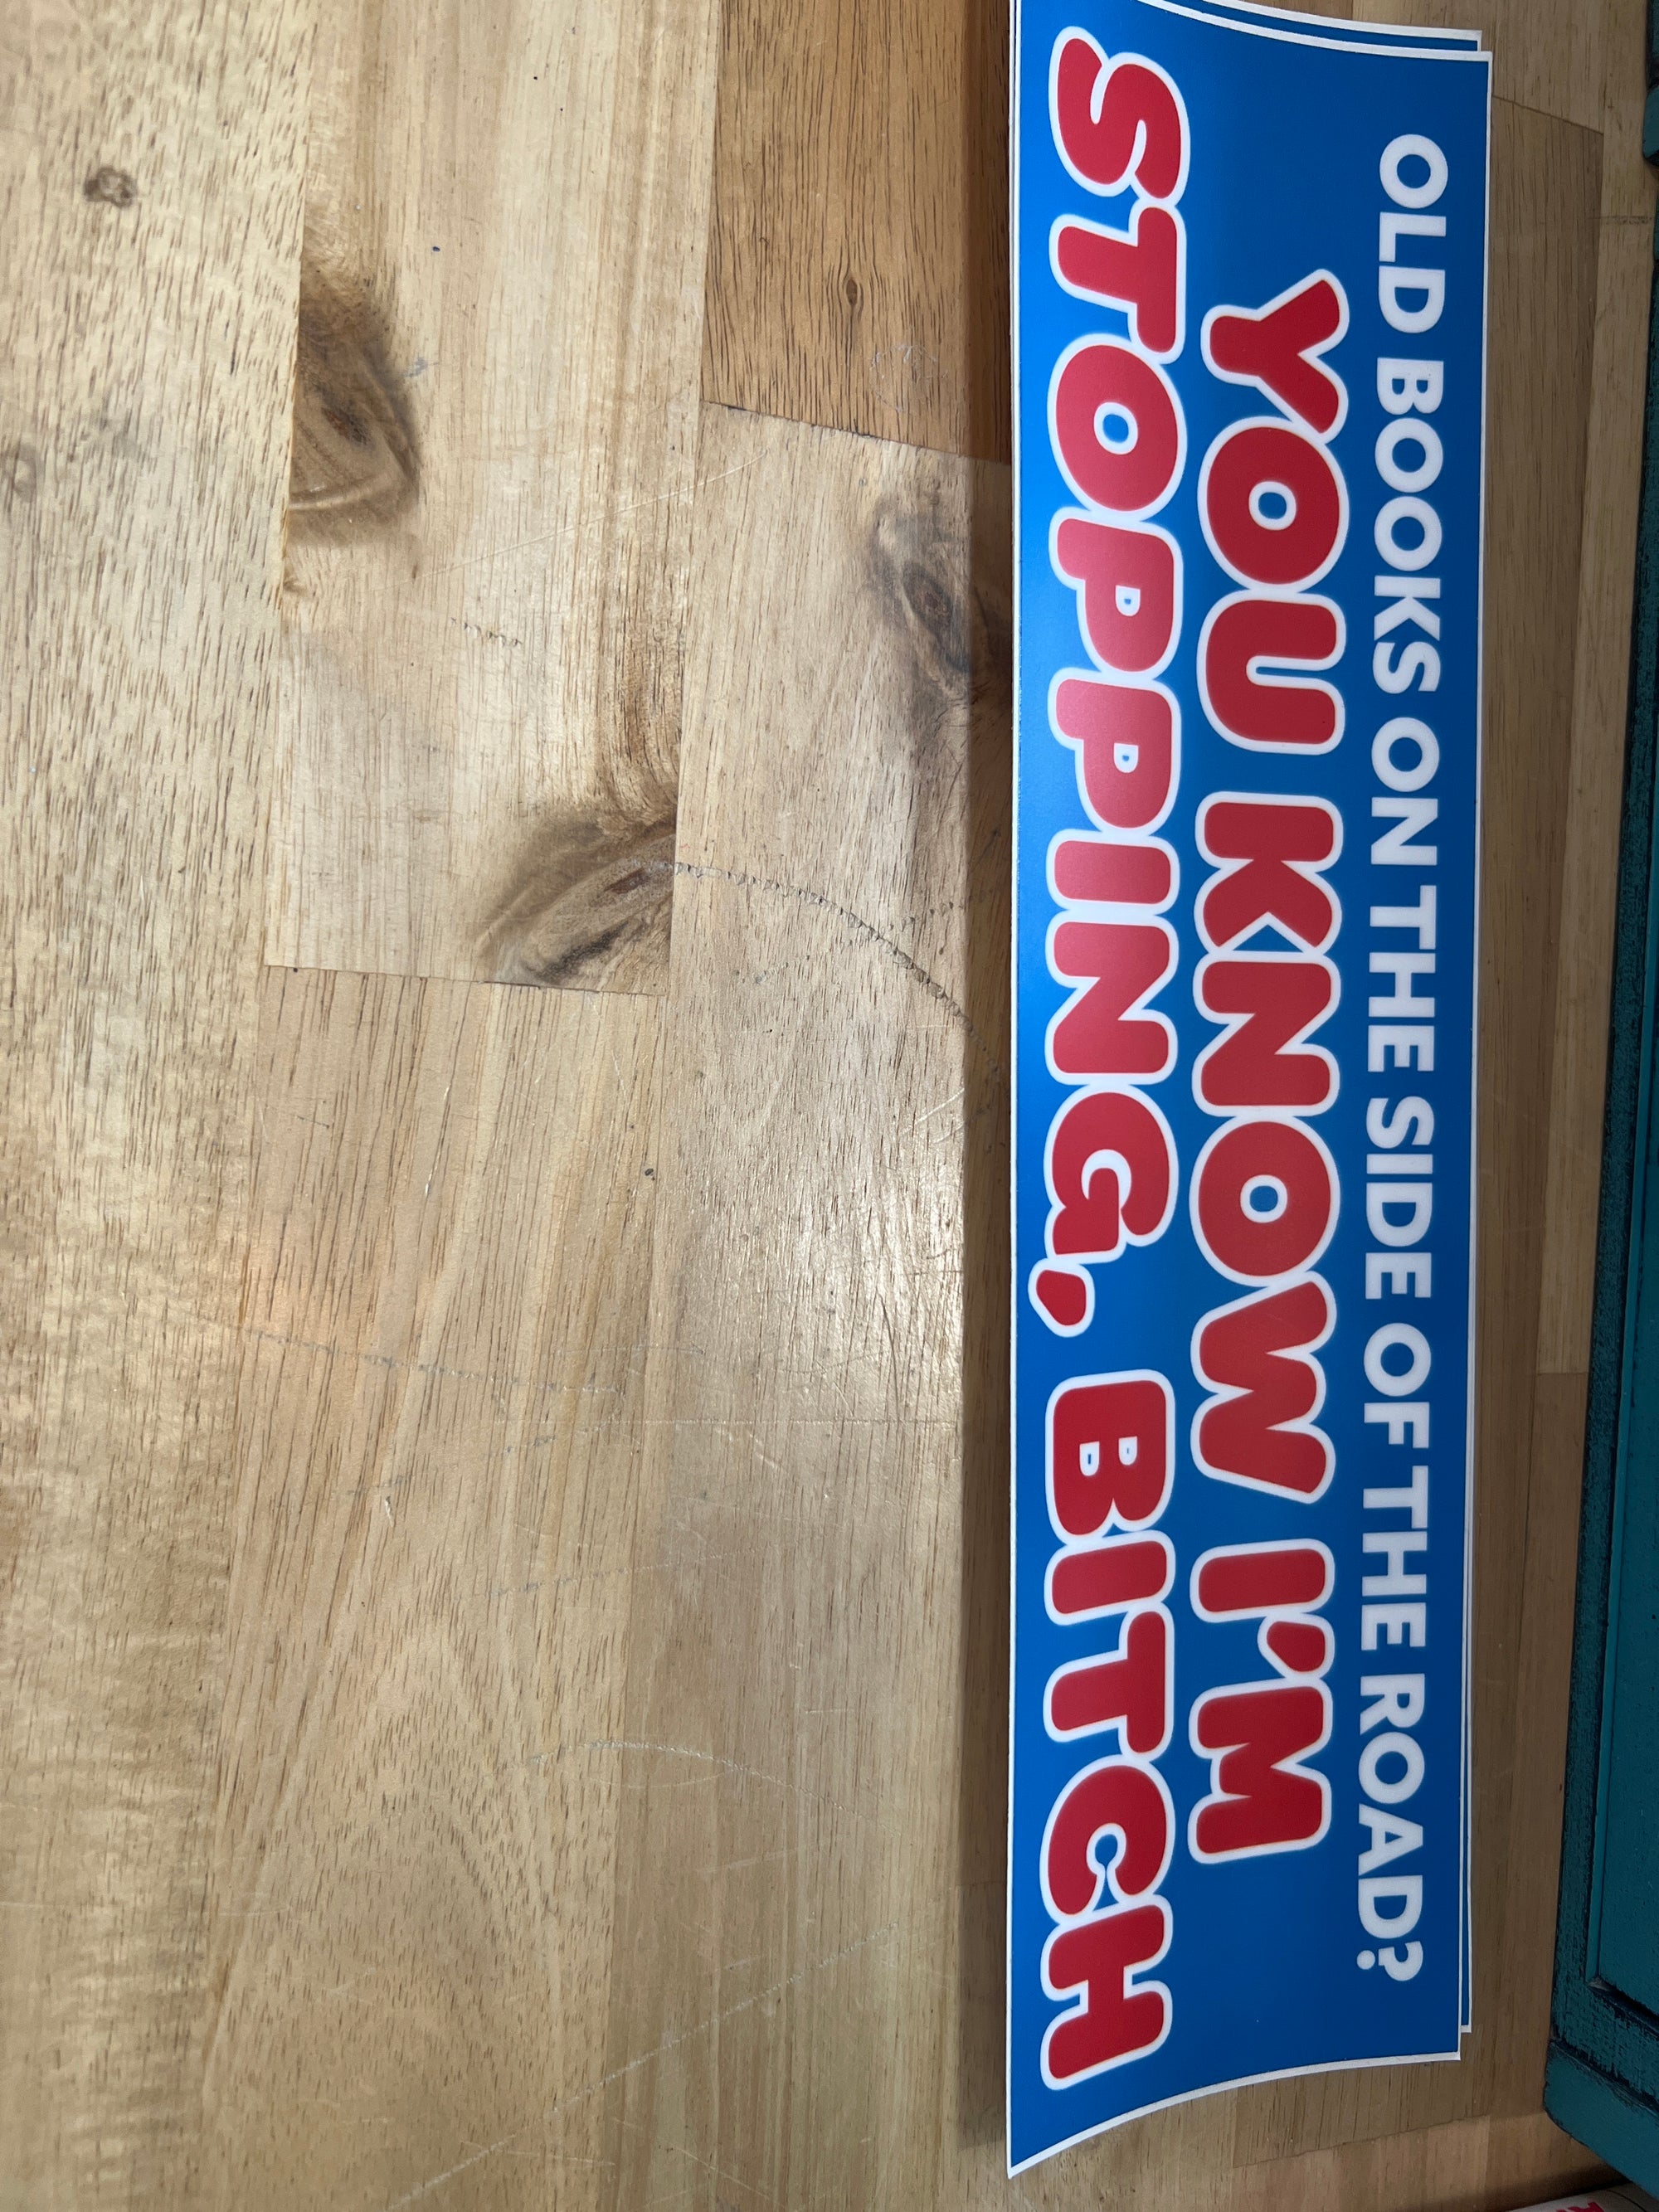 OLD BOOKS ON THE SIDE OF THE ROAD?
YOU KNOW I'M
STOPPING, BITCH